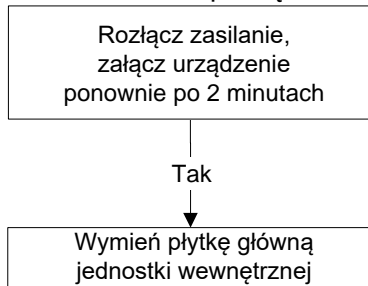 Rozłącz zasilanie,
załącz urządzenie
ponownie po 2 minutach
Tak
Wymień płytkę główną
jednostki wewnętrznej